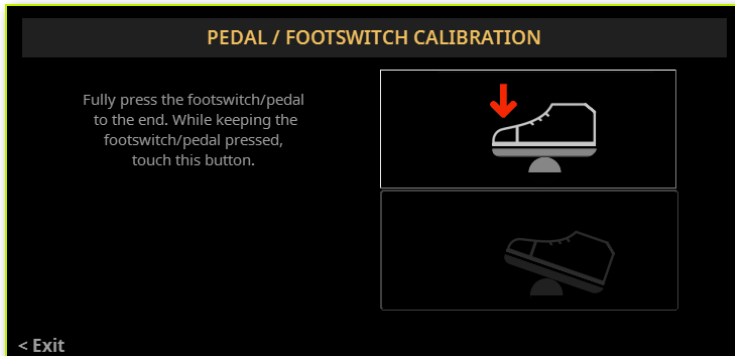 PEDAL / FOOTSWITCH CALIBRATION
Fully press the footswitch/pedal
to the end. While keeping the
footswitch/pedal pressed,
touch this button.
< Exit